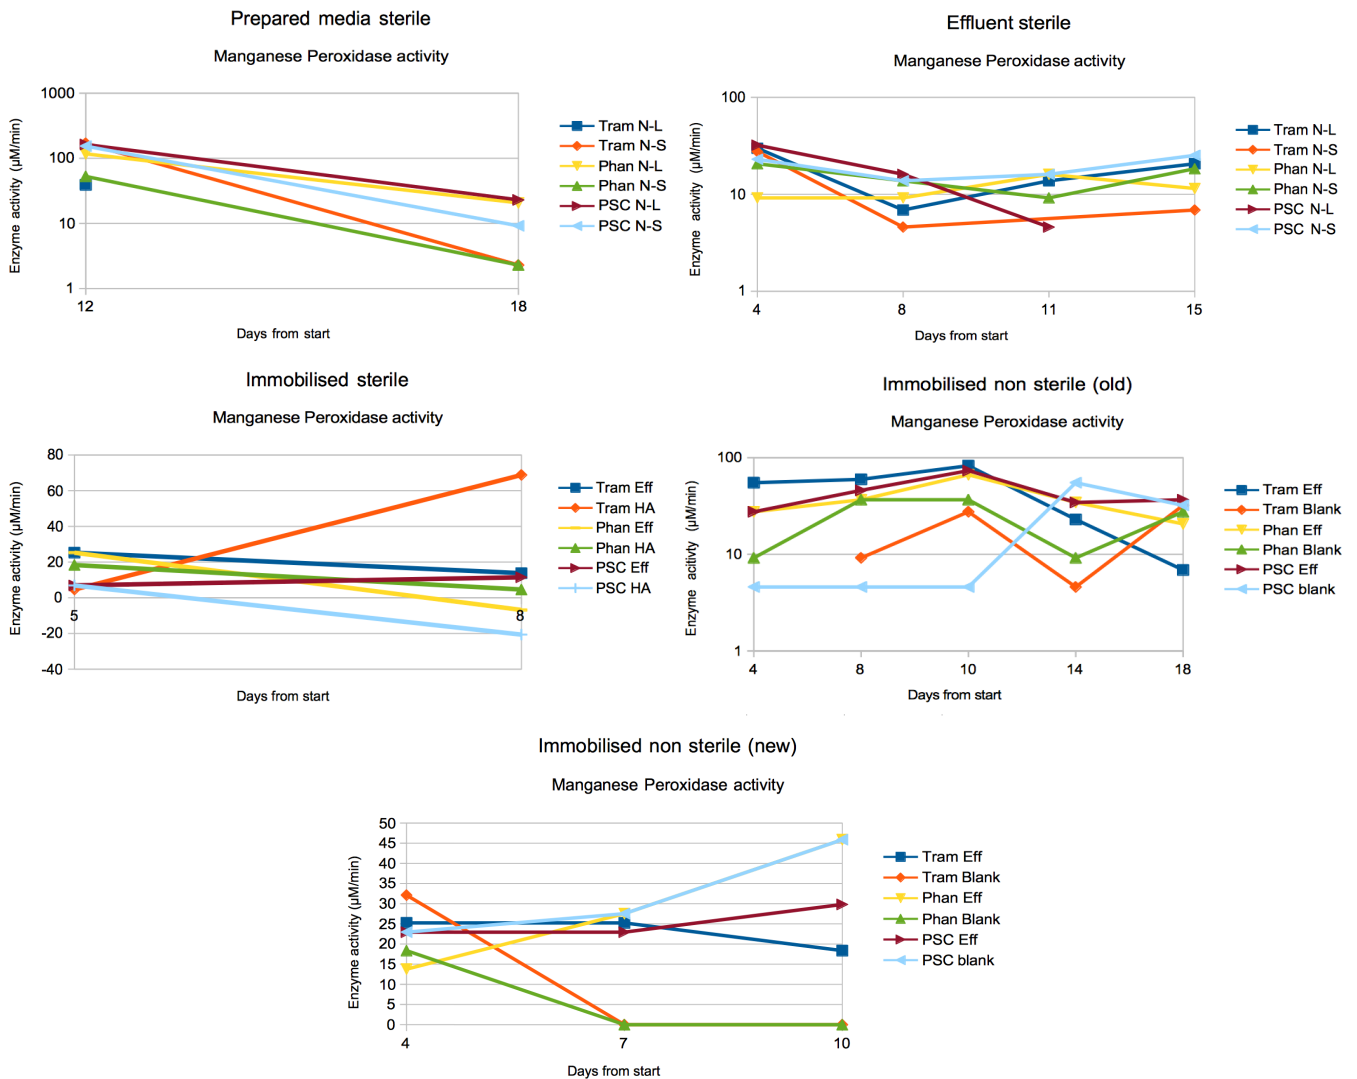 Prepared media sterile
Manganese Peroxidase activity
Enzyme activity (µM/min)
1000
100
10
1
12
18
Days from start
Tram N-L
Tram N-S
Phan N-L
Phan N-S
PSC N-L
PSC N-S
Effluent sterile
Manganese Peroxidase activity
Enzyme activity (µM/min)
100
10
1
4
8
11
15
Days from start
Tram N-L
Tram N-S
Phan N-L
Phan N-S
PSC N-L
PSC N-S
Immobilised sterile
Manganese Peroxidase activity
Enzyme activity (µM/min)
80
60
40
20
0
-20
-40
5
8
Days from start
Tram Eff
Tram HA
Phan Eff
Phan HA
PSC Eff
PSC HA
Immobilised non sterile (old)
Manganese Peroxidase activity
Enzyme activity (µM/min)
100
10
1
4
8
10
14
18
Days from start
Tram Eff
Tram Blank
Phan Eff
Phan Blank
PSC Eff
PSC blank
Immobilised non sterile (new)
Manganese Peroxidase activity
Enzyme activity (µM/min)
50
45
40
35
30
25
20
15
10
5
0
4
7
10
Days from start
Tram Eff
Tram Blank
Phan Eff
Phan Blank
PSC Eff
PSC blank